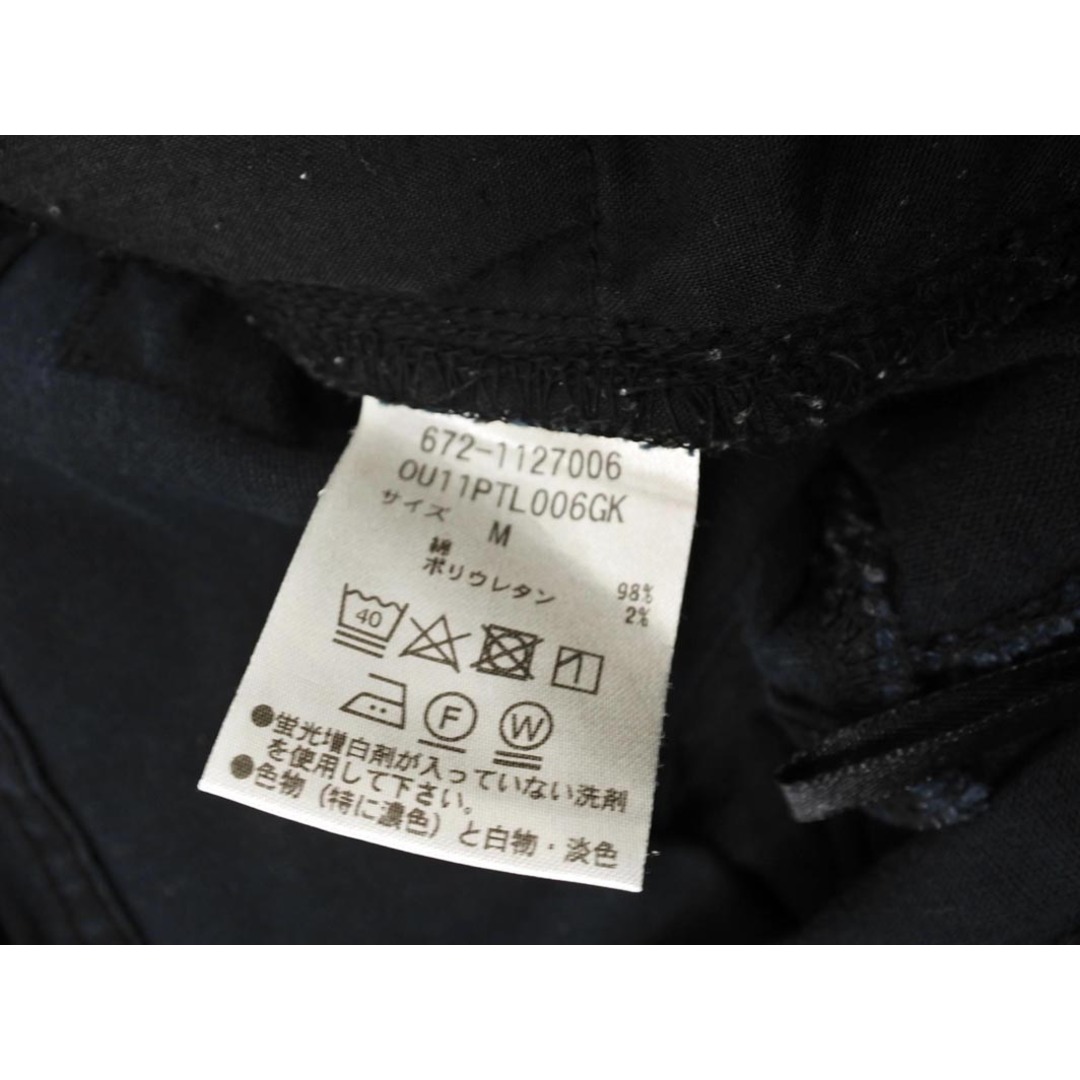 672-1127006
OU11PTL006GK
サイズ M
綿 98%
ポリウレタン 2%
40
1
F W
●蛍光増白剤が入っていない洗剤
を使用して下さい。
●色物（特に濃色）と白物・淡色